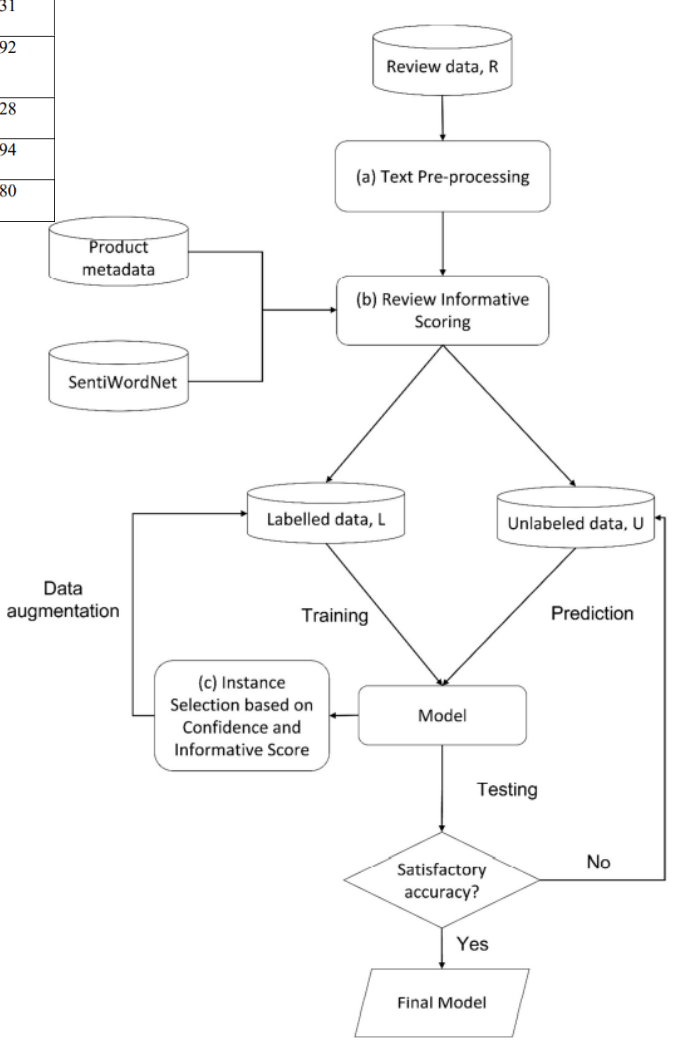 31
92
28
94
80
Review data, R
(a) Text Pre-processing
Product
metadata
(b) Review Informative
Scoring
SentiWordNet
Labelled data, L
Unlabeled data, U
Data
augmentation
Training
Prediction
(c) Instance
Selection based on
Confidence and
Informative Score
Model
Testing
Satisfactory
accuracy?
No
Yes
Final Model